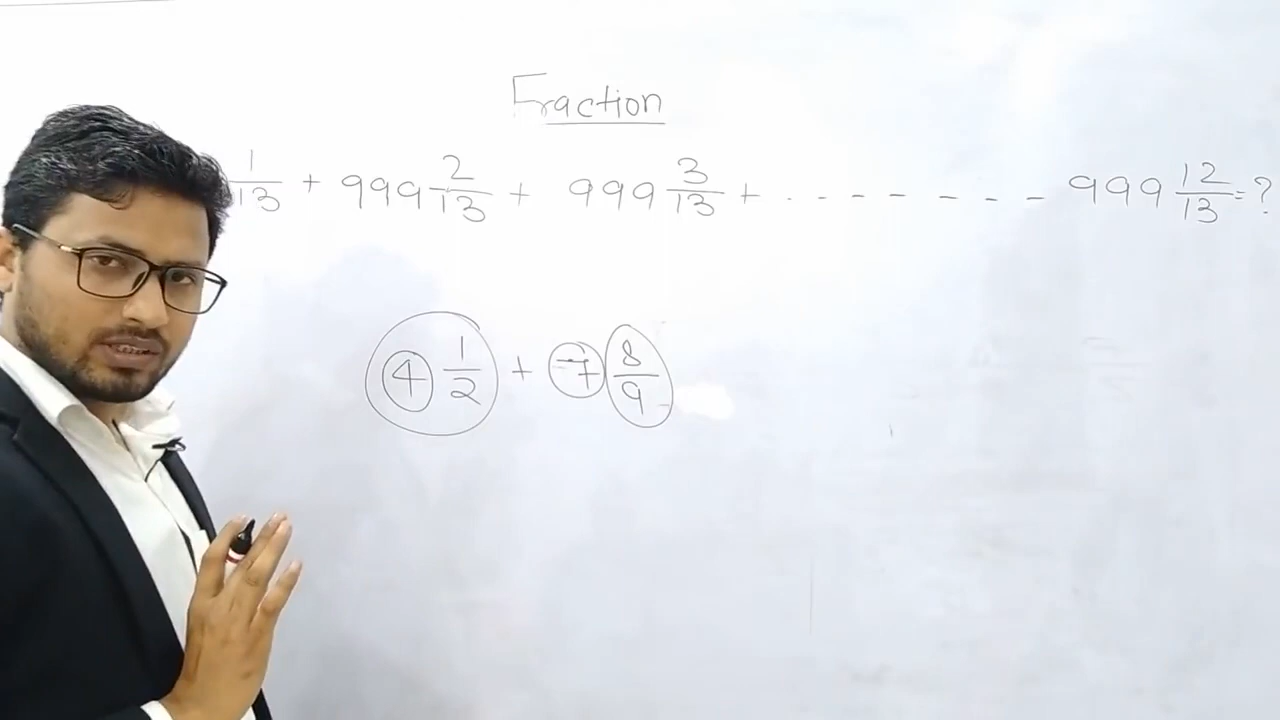 Fraction
1/13 + 999 2/13 + 999 3/13 + . - - - - - - 999 12/13 = ?
4 1/2 + 7 8/9